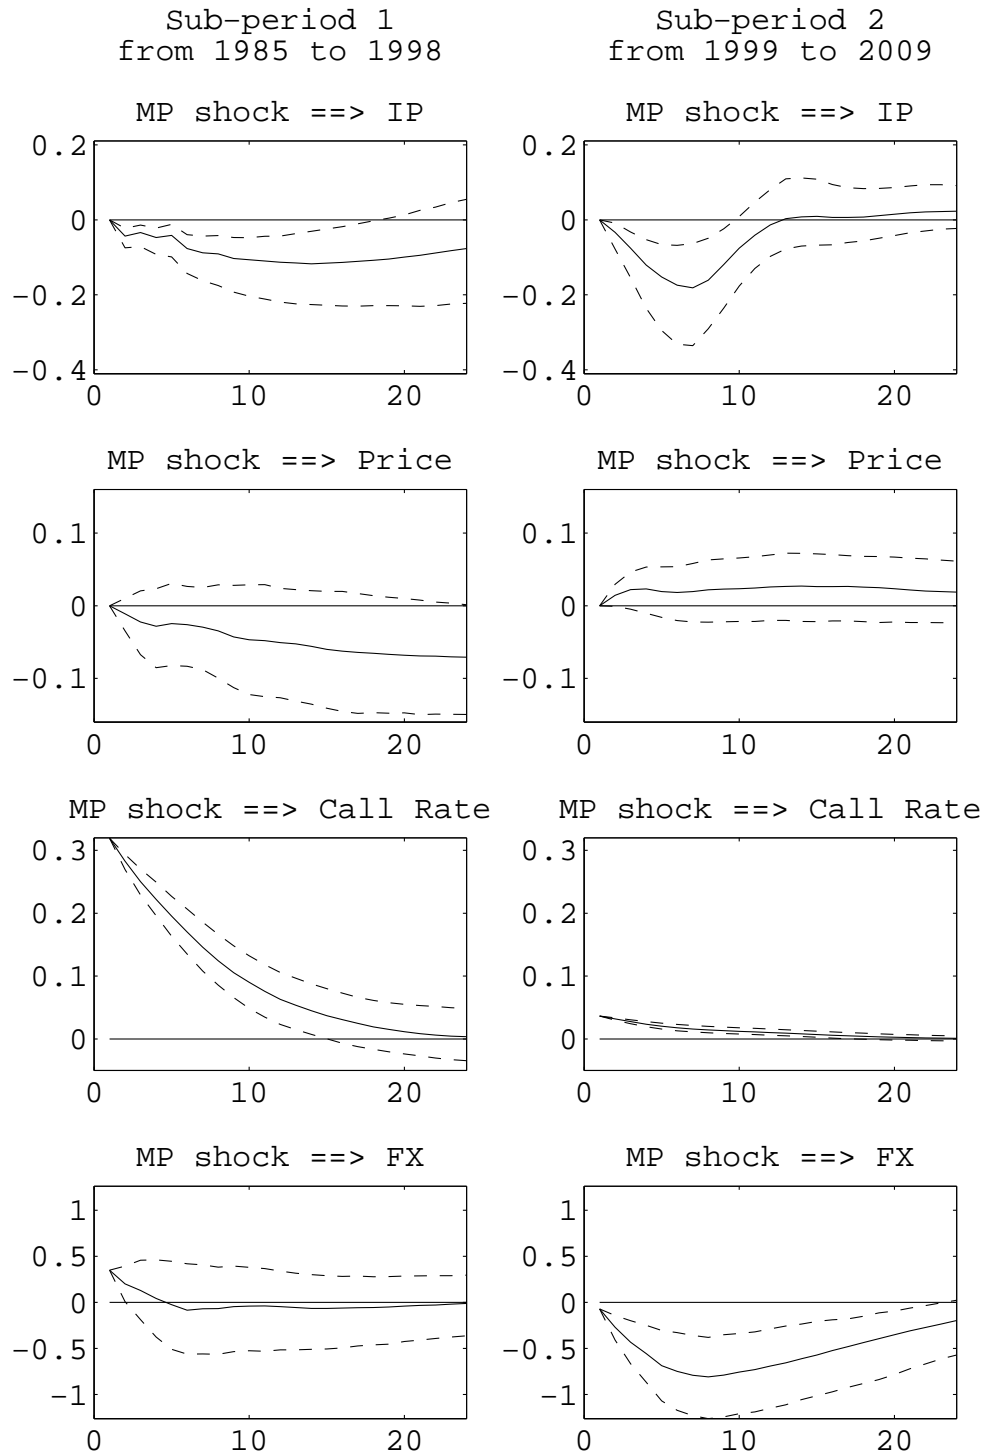 Sub-period 1
from 1985 to 1998
Sub-period 2
from 1999 to 2009
MP shock ==> IP
0.2
0
-0.2
-0.4
0 10 20
MP shock ==> IP
0.2
0
-0.2
-0.4
0 10 20
MP shock ==> Price
0.1
0
-0.1
0 10 20
MP shock ==> Price
0.1
0
-0.1
0 10 20
MP shock ==> Call Rate
0.3
0.2
0.1
0
0 10 20
MP shock ==> Call Rate
0.3
0.2
0.1
0
0 10 20
MP shock ==> FX
1
0.5
0
-0.5
-1
0 10 20
MP shock ==> FX
1
0.5
0
-0.5
-1
0 10 20